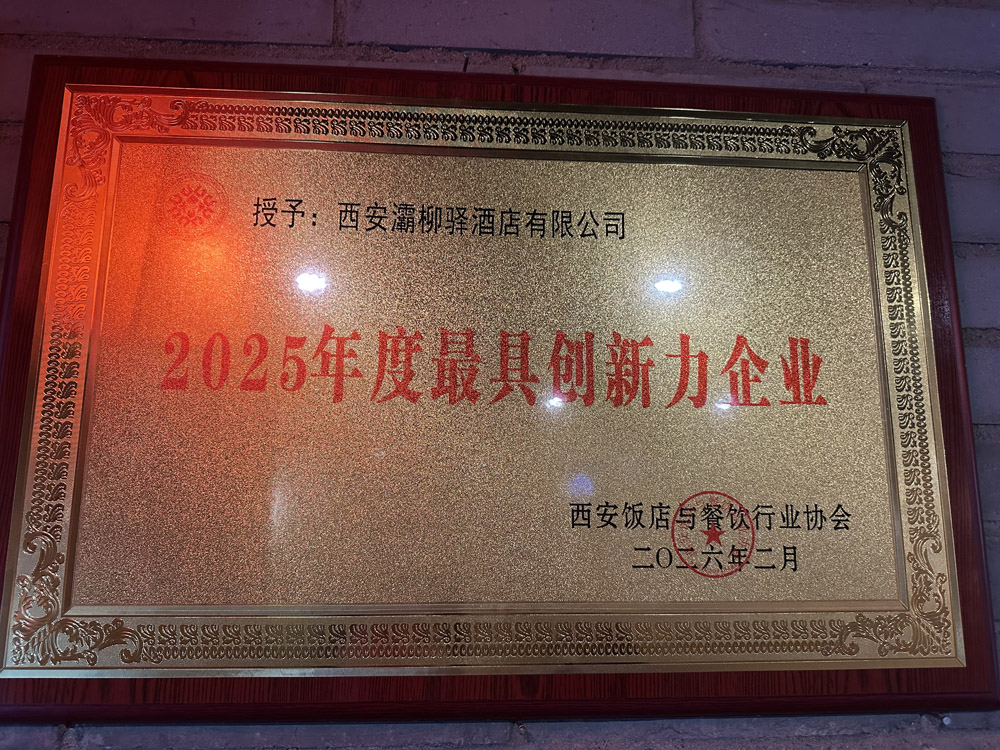 授予：西安灞柳驿酒店有限公司
2025年度最具创新力企业
西安饭店与餐饮行业协会
二〇二六年二月